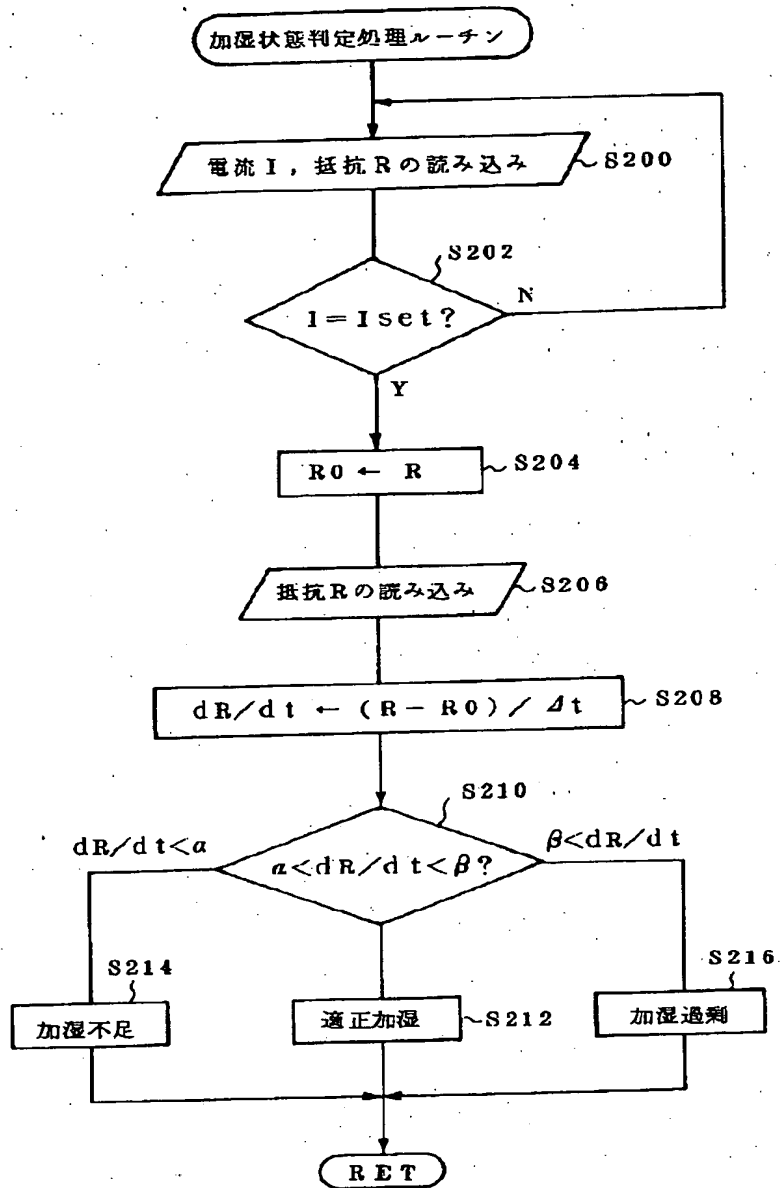 加湿状態判定処理ルーチン
電流I,抵抗Rの読み込み
S200
S202
I=Iset?
N
Y
R0 ← R
S204
抵抗Rの読み込み
S206
dR/dt ← (R-R0)/Δt
S208
S210
dR/dt<α
α<dR/dt<β?
β<dR/dt
S214
加湿不足
適正加湿
S212
S216
加湿過剰
RET